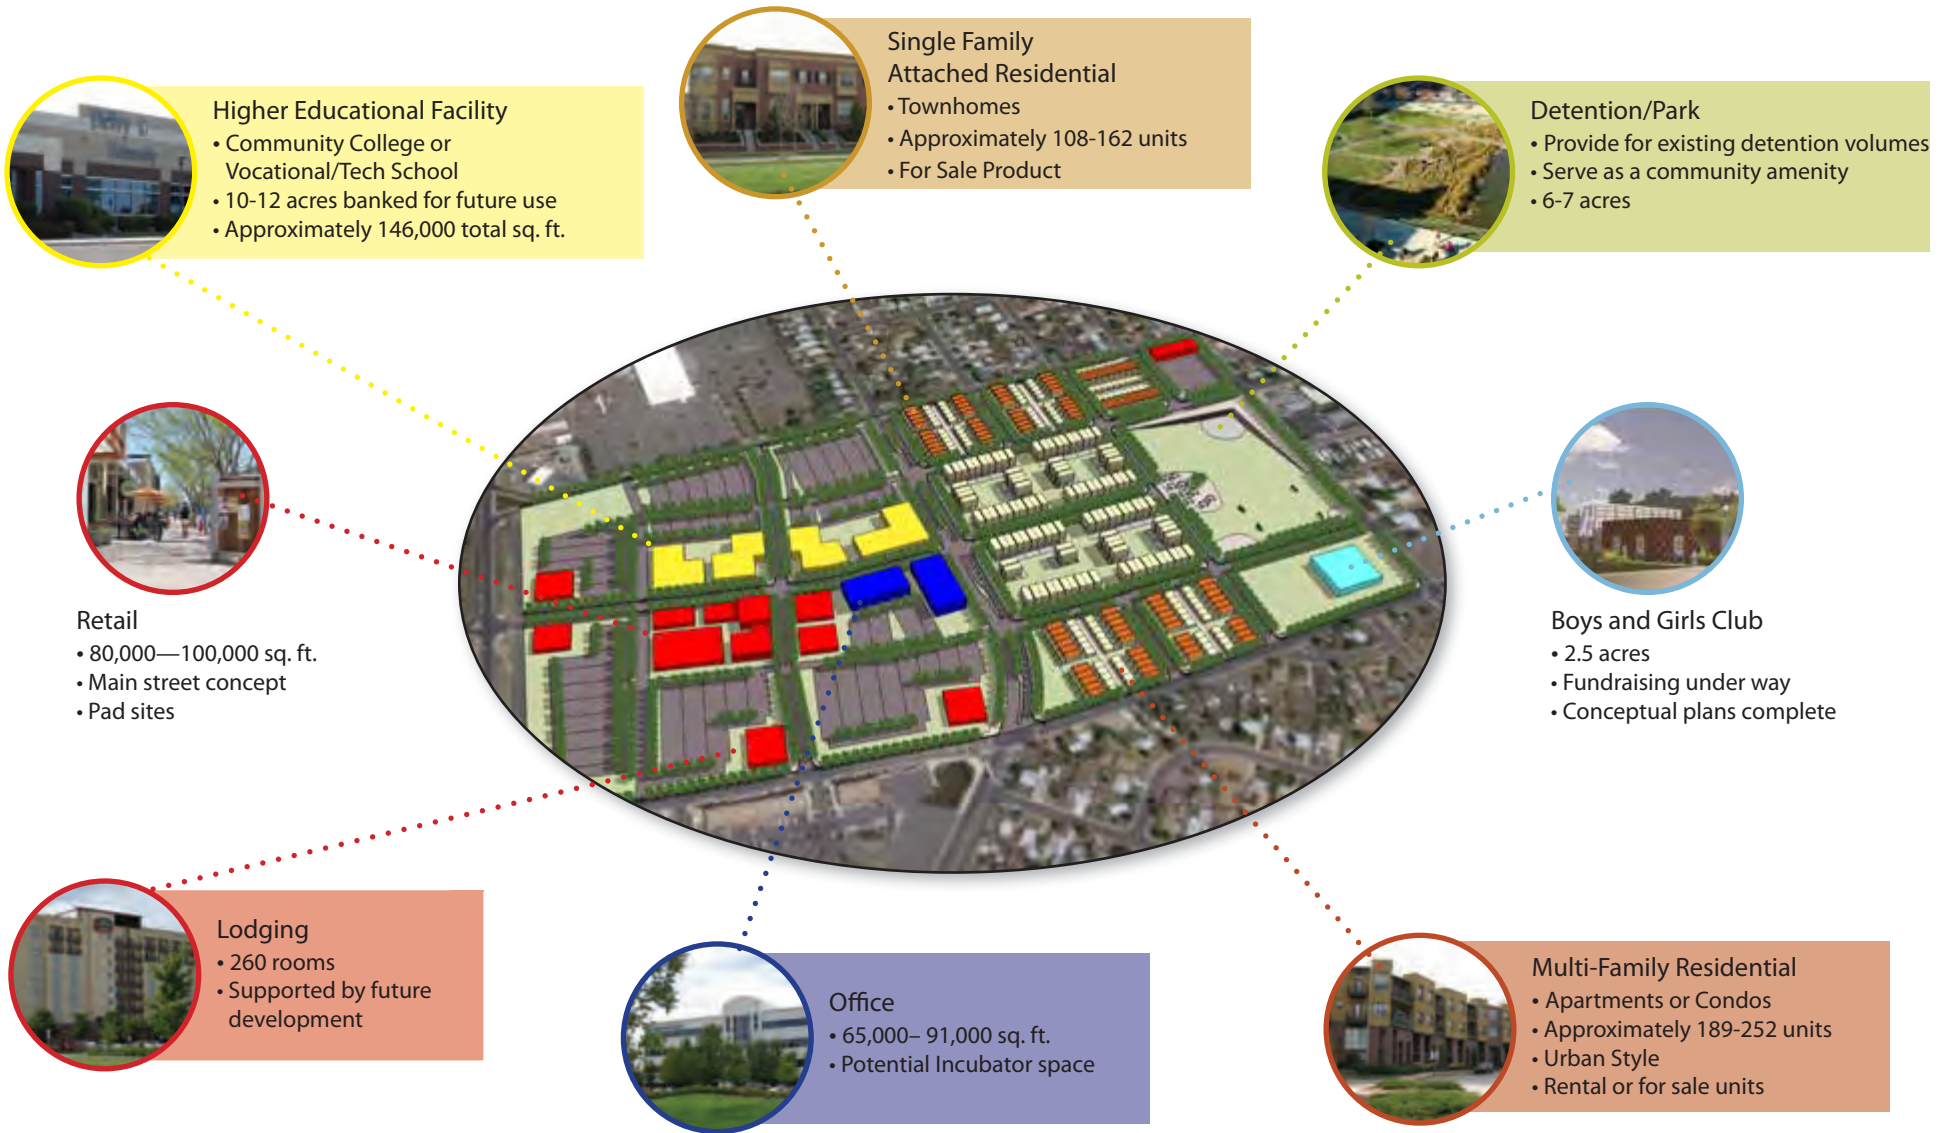 Higher Educational Facility
• Community College or
Vocational/Tech School
• 10-12 acres banked for future use
• Approximately 146,000 total sq. ft.
Single Family
Attached Residential
• Townhomes
• Approximately 108-162 units
• For Sale Product
Detention/Park
• Provide for existing detention volumes
• Serve as a community amenity
• 6-7 acres
Retail
• 80,000—100,000 sq. ft.
• Main street concept
• Pad sites
Boys and Girls Club
• 2.5 acres
• Fundraising under way
• Conceptual plans complete
Lodging
• 260 rooms
• Supported by future
development
Office
• 65,000– 91,000 sq. ft.
• Potential Incubator space
Multi-Family Residential
• Apartments or Condos
• Approximately 189-252 units
• Urban Style
• Rental or for sale units